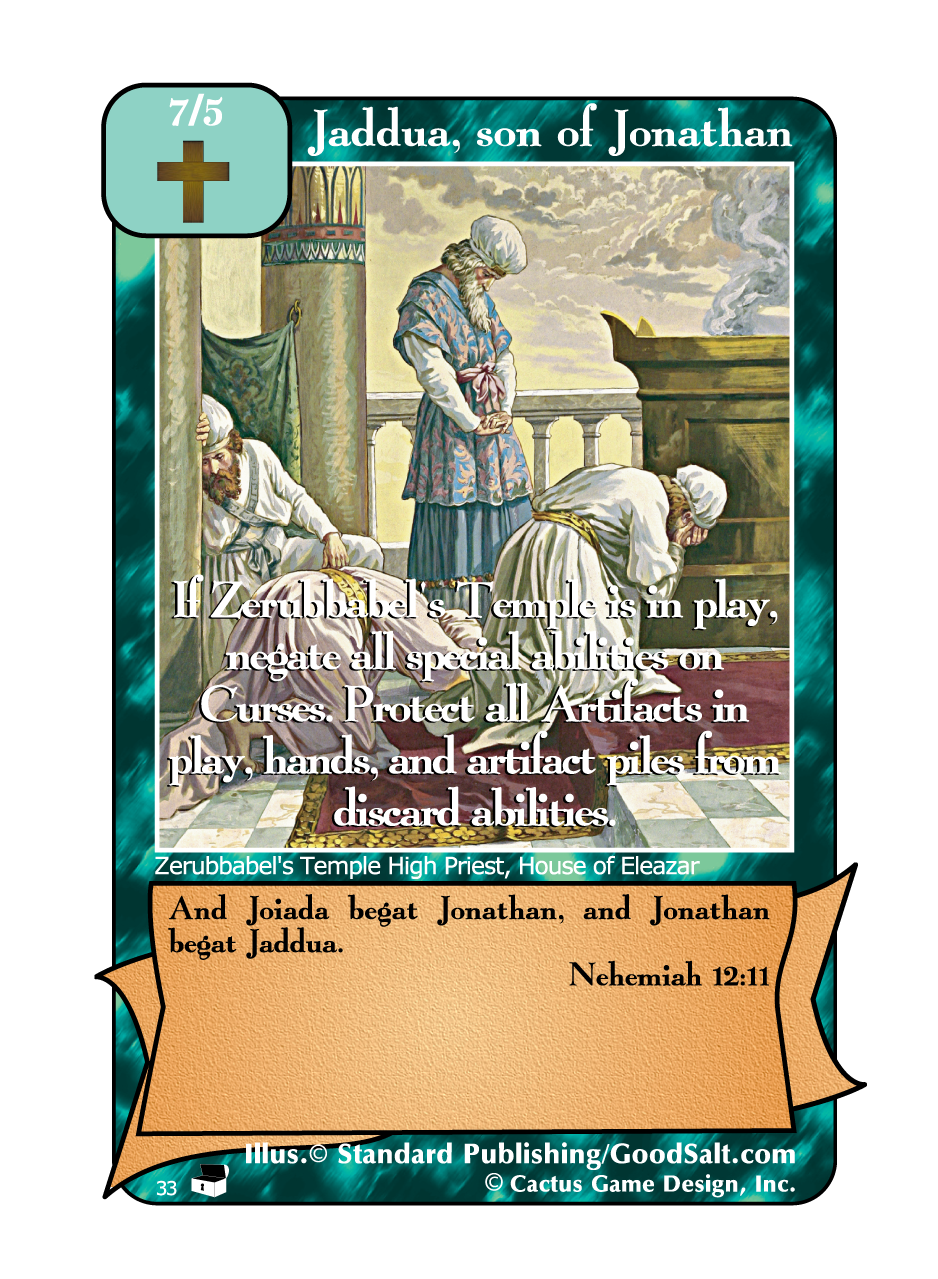 7/5
Jaddua, son of Jonathan
If Zerubbabel's Temple is in play,
negate all special abilities on
Curses. Protect all Artifacts in
play, hands, and artifact piles from
discard abilities.
Zerubbabel's Temple High Priest, House of Eleazar
And Joiada begat Jonathan, and Jonathan
begat Jaddua.
Nehemiah 12:11
Illus.© Standard Publishing/GoodSalt.com
33
© Cactus Game Design, Inc.